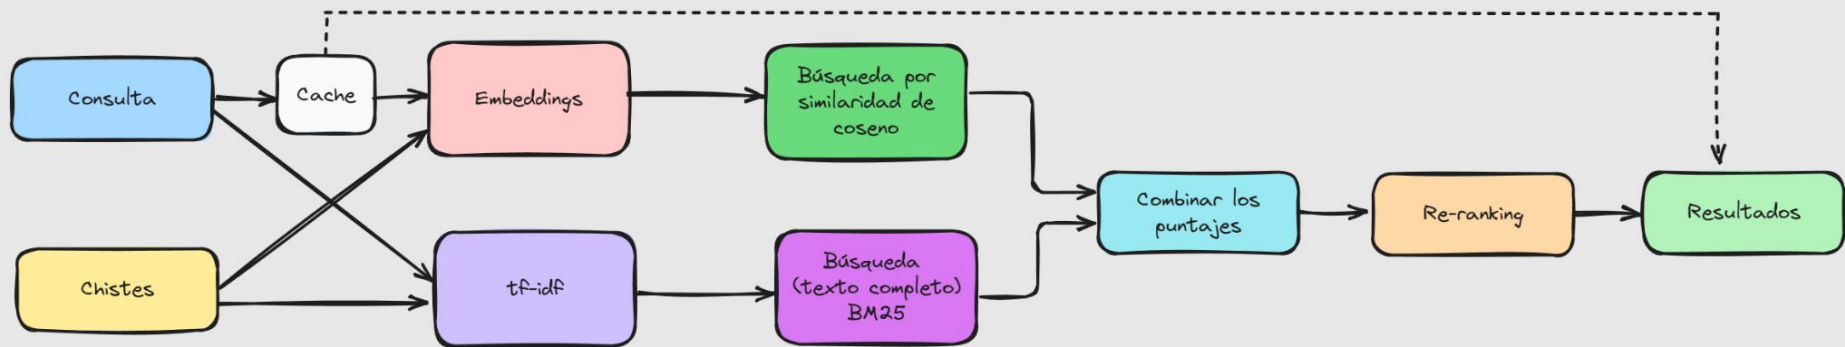 Consulta
Cache
Embeddings
Búsqueda por
similaridad de
coseno
Chistes
tf-idf
Búsqueda
(texto completo)
BM25
Combinar los
puntajes
Re-ranking
Resultados